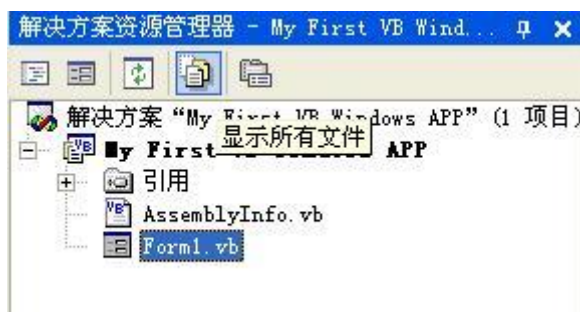 解决方案资源管理器 - My First VB Wind...
解决方案 “My First VB Windows APP” (1 项目)
显示所有文件
My First VB Windows APP
引用
AssemblyInfo.vb
Form1.vb